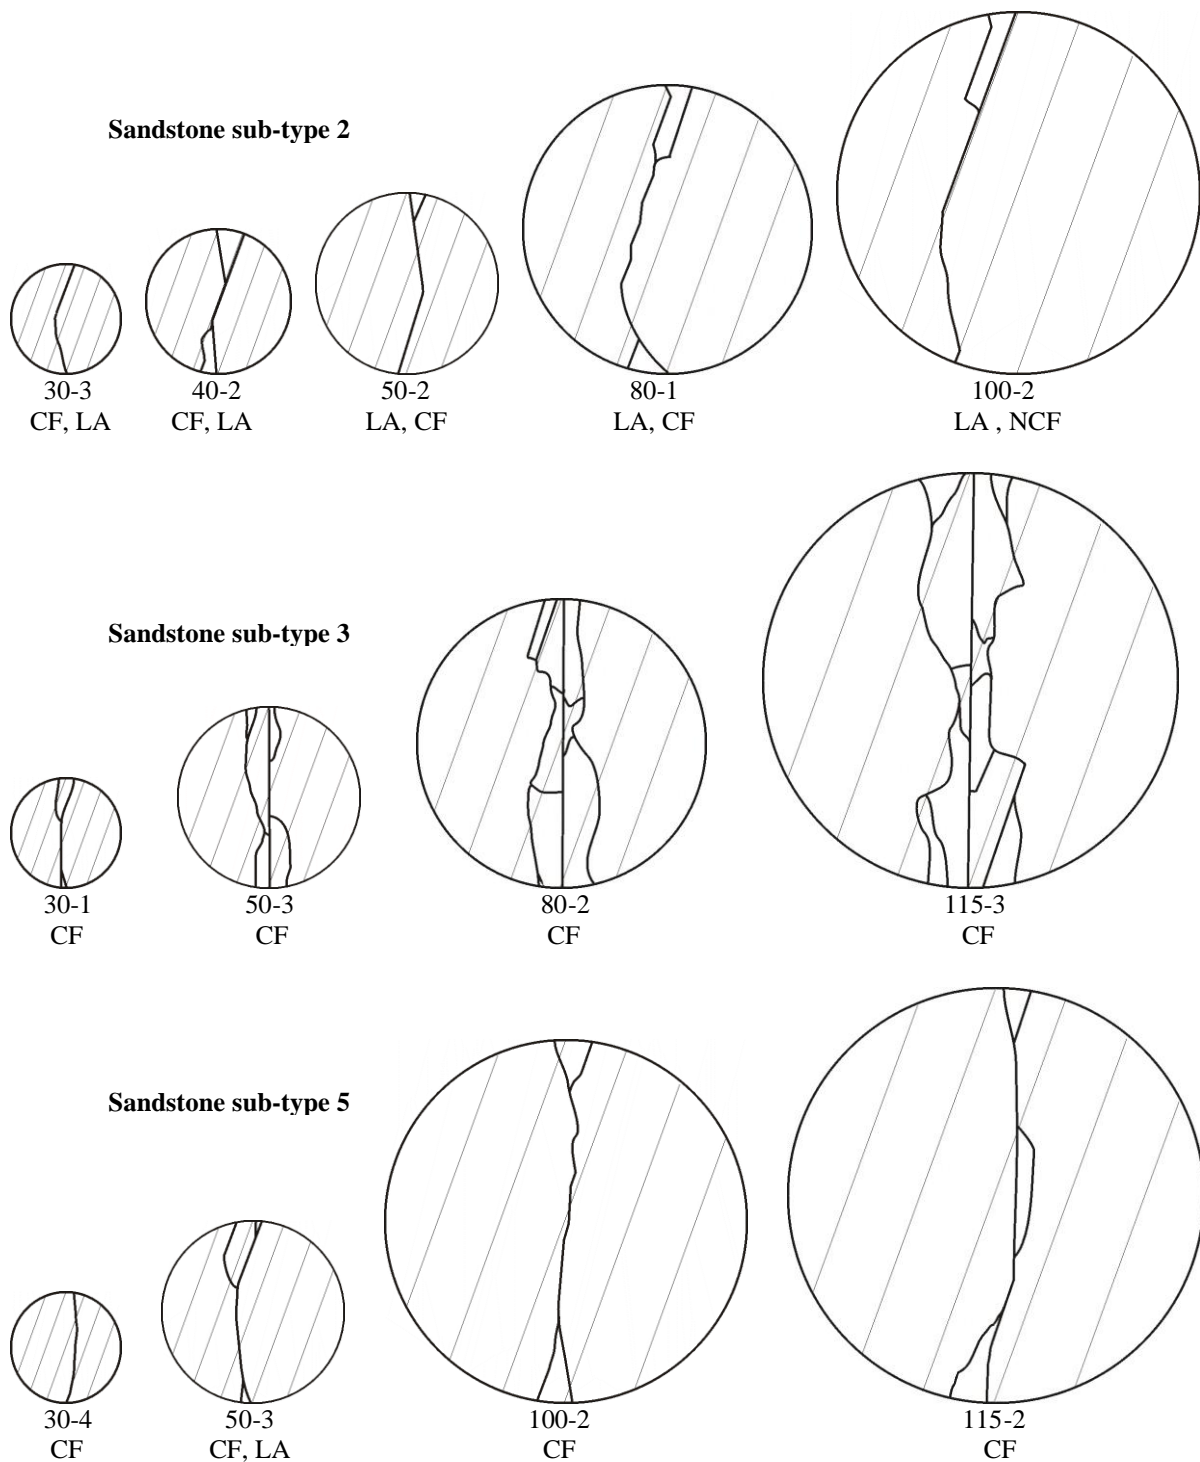 Sandstone sub-type 2
30-3 40-2 50-2 80-1 100-2
CF, LA CF, LA LA, CF LA, CF LA , NCF
Sandstone sub-type 3
30-1 50-3 80-2 115-3
CF CF CF CF
Sandstone sub-type 5
30-4 50-3 100-2 115-2
CF CF, LA CF CF